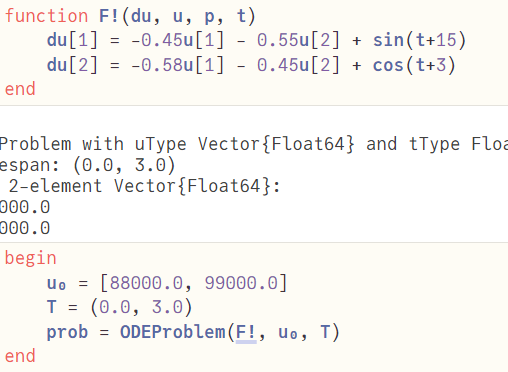 function F!(du, u, p, t)
    du[1] = -0.45u[1] - 0.55u[2] + sin(t+15)
    du[2] = -0.58u[1] - 0.45u[2] + cos(t+3)
end
Problem with uType Vector{Float64} and tType Floa
espan: (0.0, 3.0)
2-element Vector{Float64}:
000.0
000.0
begin
    u₀ = [88000.0, 99000.0]
    T = (0.0, 3.0)
    prob = ODEProblem(F!, u₀, T)
end